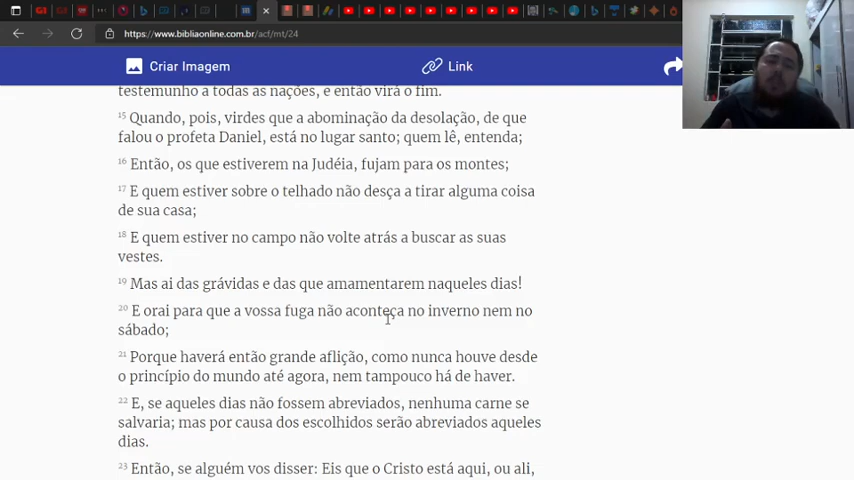 https://www.bibliaonline.com.br/acf/mt/24
Criar Imagem
Link
testemunho a todas as nações, e então virá o fim.
15 Quando, pois, virdes que a abominação da desolação, de que
falou o profeta Daniel, está no lugar santo; quem lê, entenda;
16 Então, os que estiverem na Judéia, fujam para os montes;
17 E quem estiver sobre o telhado não desça a tirar alguma coisa
de sua casa;
18 E quem estiver no campo não volte atrás a buscar as suas
vestes.
19 Mas ai das grávidas e das que amamentarem naqueles dias!
20 E orai para que a vossa fuga não aconteça no inverno nem no
sábado;
21 Porque haverá então grande aflição, como nunca houve desde
o princípio do mundo até agora, nem tampouco há de haver.
22 E, se aqueles dias não fossem abreviados, nenhuma carne se
salvaria; mas por causa dos escolhidos serão abreviados aqueles
dias.
23 Então, se alguém vos disser: Eis que o Cristo está aqui, ou ali,